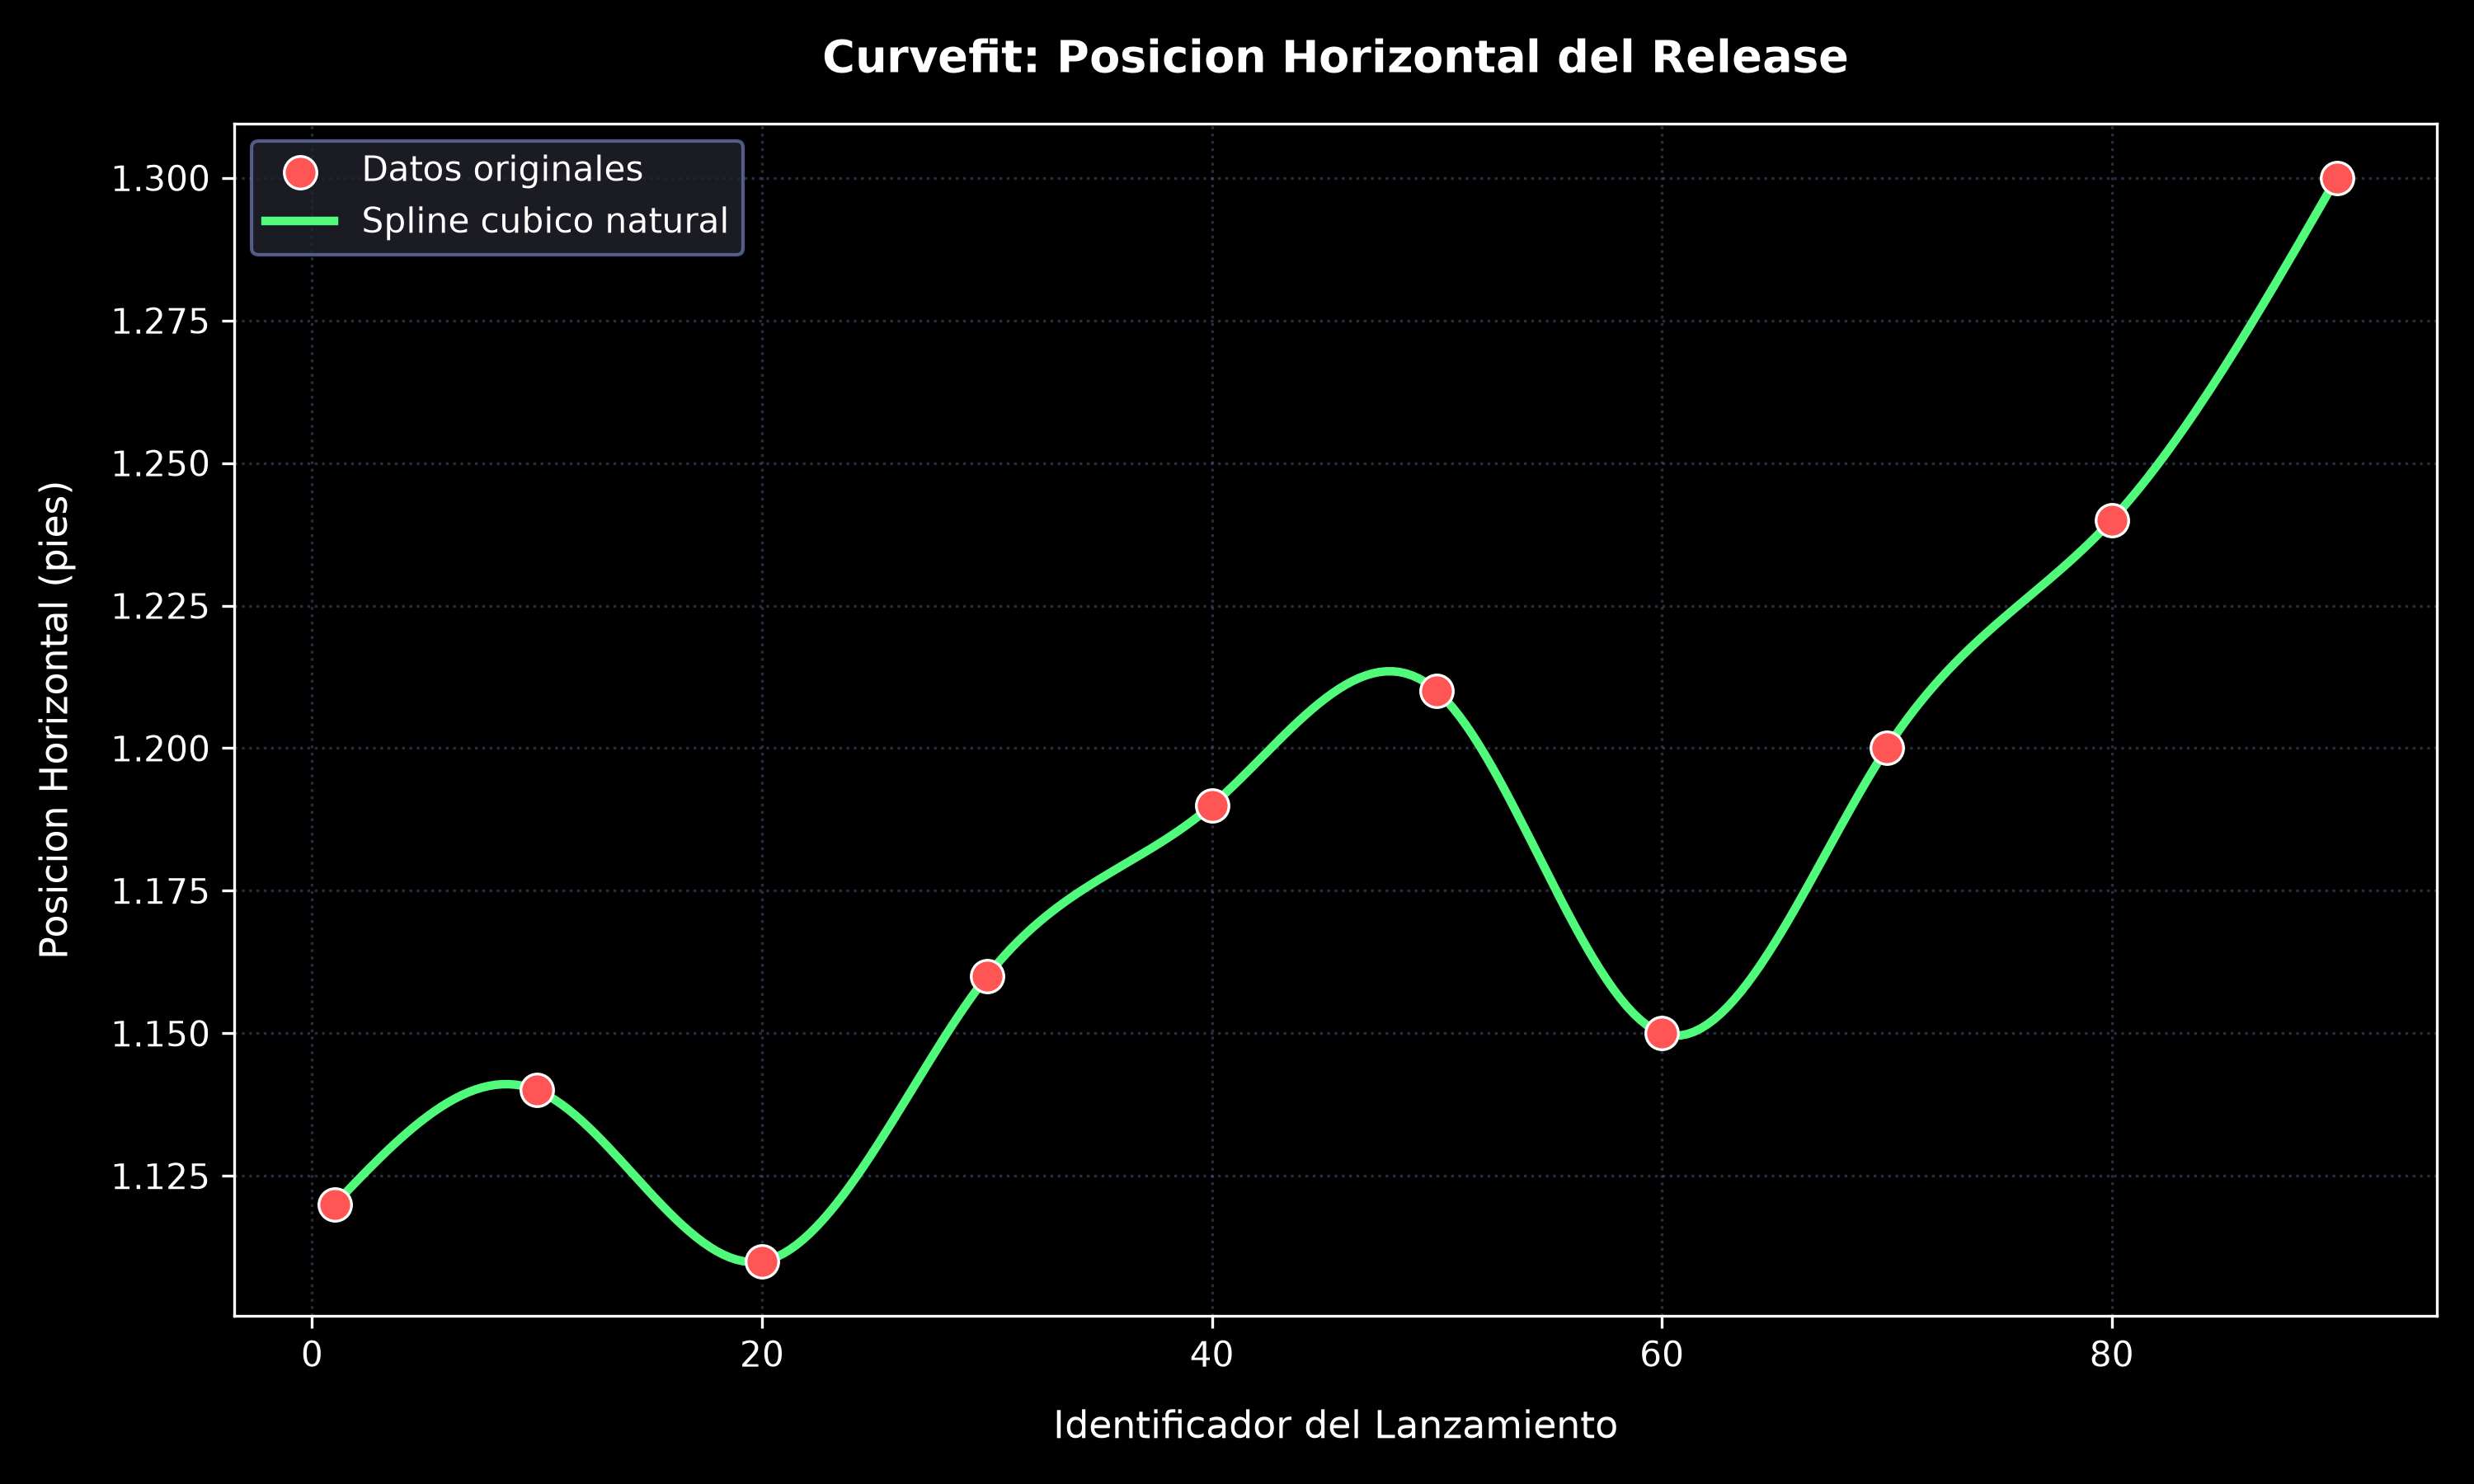 Curvefit: Posicion Horizontal del Release
Datos originales
Spline cubico natural
Posicion Horizontal (pies)
1.300
1.275
1.250
1.225
1.200
1.175
1.150
1.125
0 20 40 60 80
Identificador del Lanzamiento